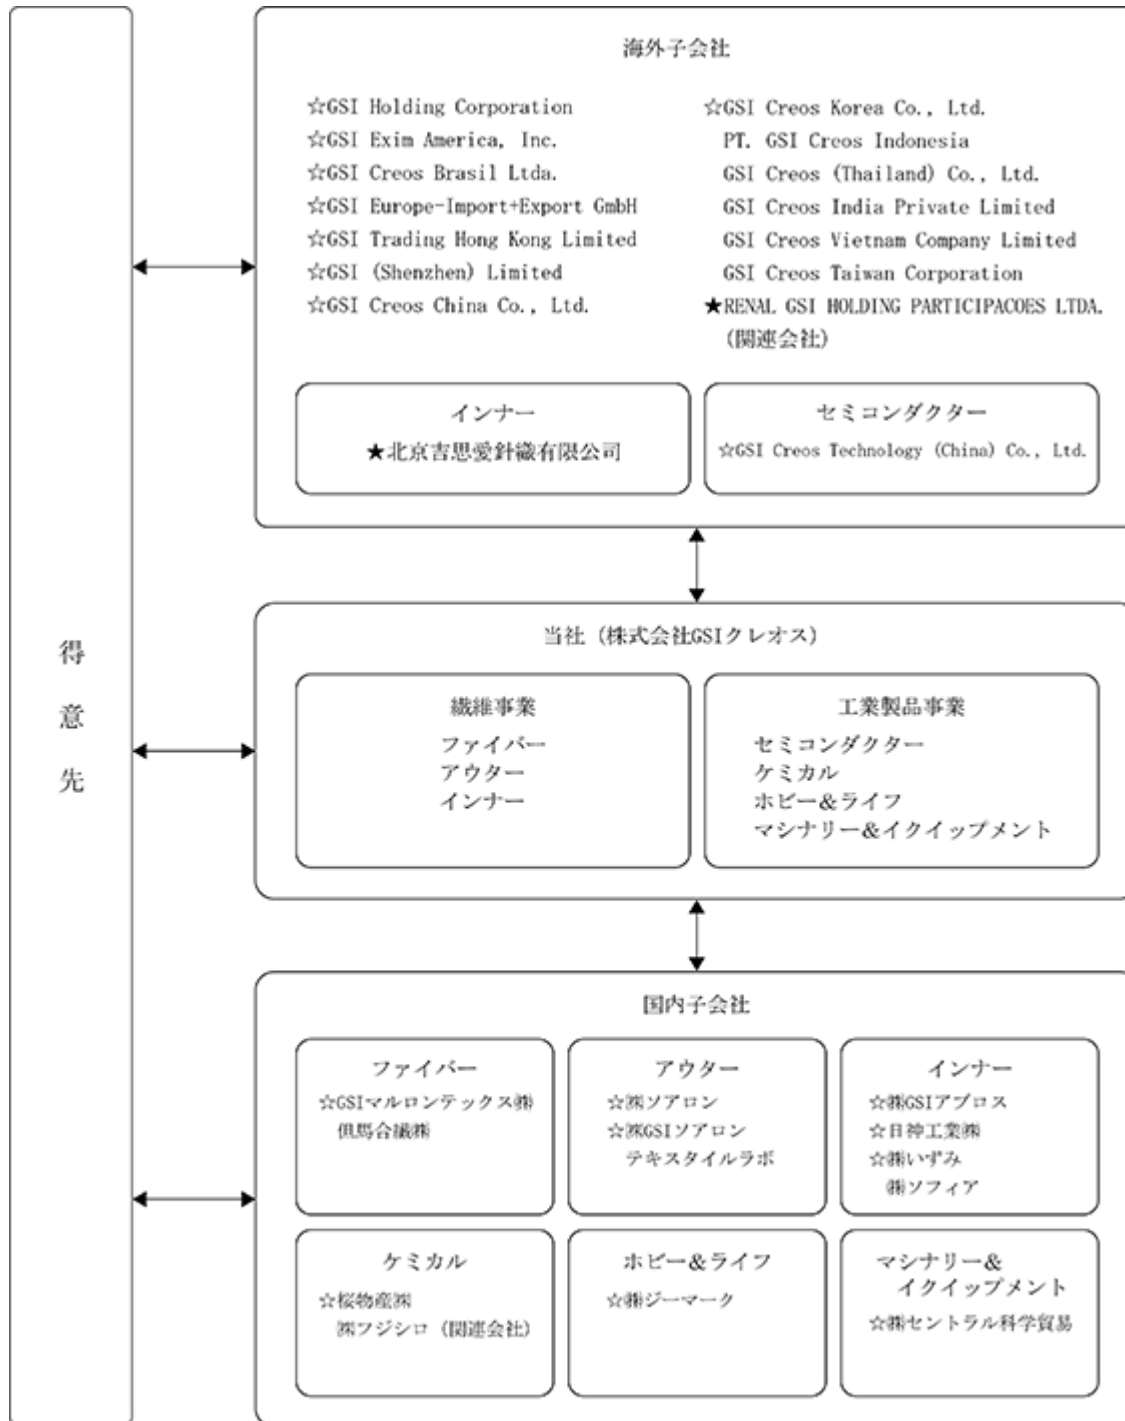 得意先
海外子会社
☆GSI Holding Corporation
☆GSI Exim America, Inc.
☆GSI Creos Brasil Ltda.
☆GSI Europe-Import+Export GmbH
☆GSI Trading Hong Kong Limited
☆GSI (Shenzhen) Limited
☆GSI Creos China Co., Ltd.
☆GSI Creos Korea Co., Ltd.
PT. GSI Creos Indonesia
GSI Creos (Thailand) Co., Ltd.
GSI Creos India Private Limited
GSI Creos Vietnam Company Limited
GSI Creos Taiwan Corporation
★RENAL GSI HOLDING PARTICIPACOES LTDA.
(関連会社)
インナー
★北京吉思愛針織有限公司
セミコンダクター
☆GSI Creos Technology (China) Co., Ltd.
当社 (株式会社GSIクレオス)
繊維事業
ファイバー
アウター
インナー
工業製品事業
セミコンダクター
ケミカル
ホビー&ライフ
マシナリー&イクイップメント
国内子会社
ファイバー
☆GSIマルロンテックス㈱
但馬合繊㈱
アウター
☆㈱ソアロン
☆㈱GSIソアロン
テキスタイルラボ
インナー
☆㈱GSIアブロス
☆日神工業㈱
☆㈱いずみ
㈱ソフィア
ケミカル
☆桜物産㈱
㈱フジシロ (関連会社)
ホビー&ライフ
☆㈱ジーマーク
マシナリー&
イクイップメント
☆㈱セントラル科学貿易